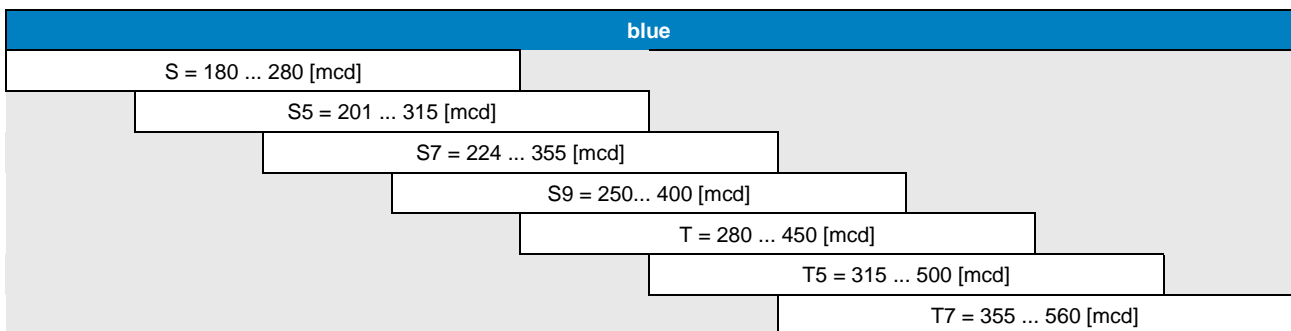 blue
S = 180 ... 280 [mcd]
S5 = 201 ... 315 [mcd]
S7 = 224 ... 355 [mcd]
S9 = 250... 400 [mcd]
T = 280 ... 450 [mcd]
T5 = 315 ... 500 [mcd]
T7 = 355 ... 560 [mcd]